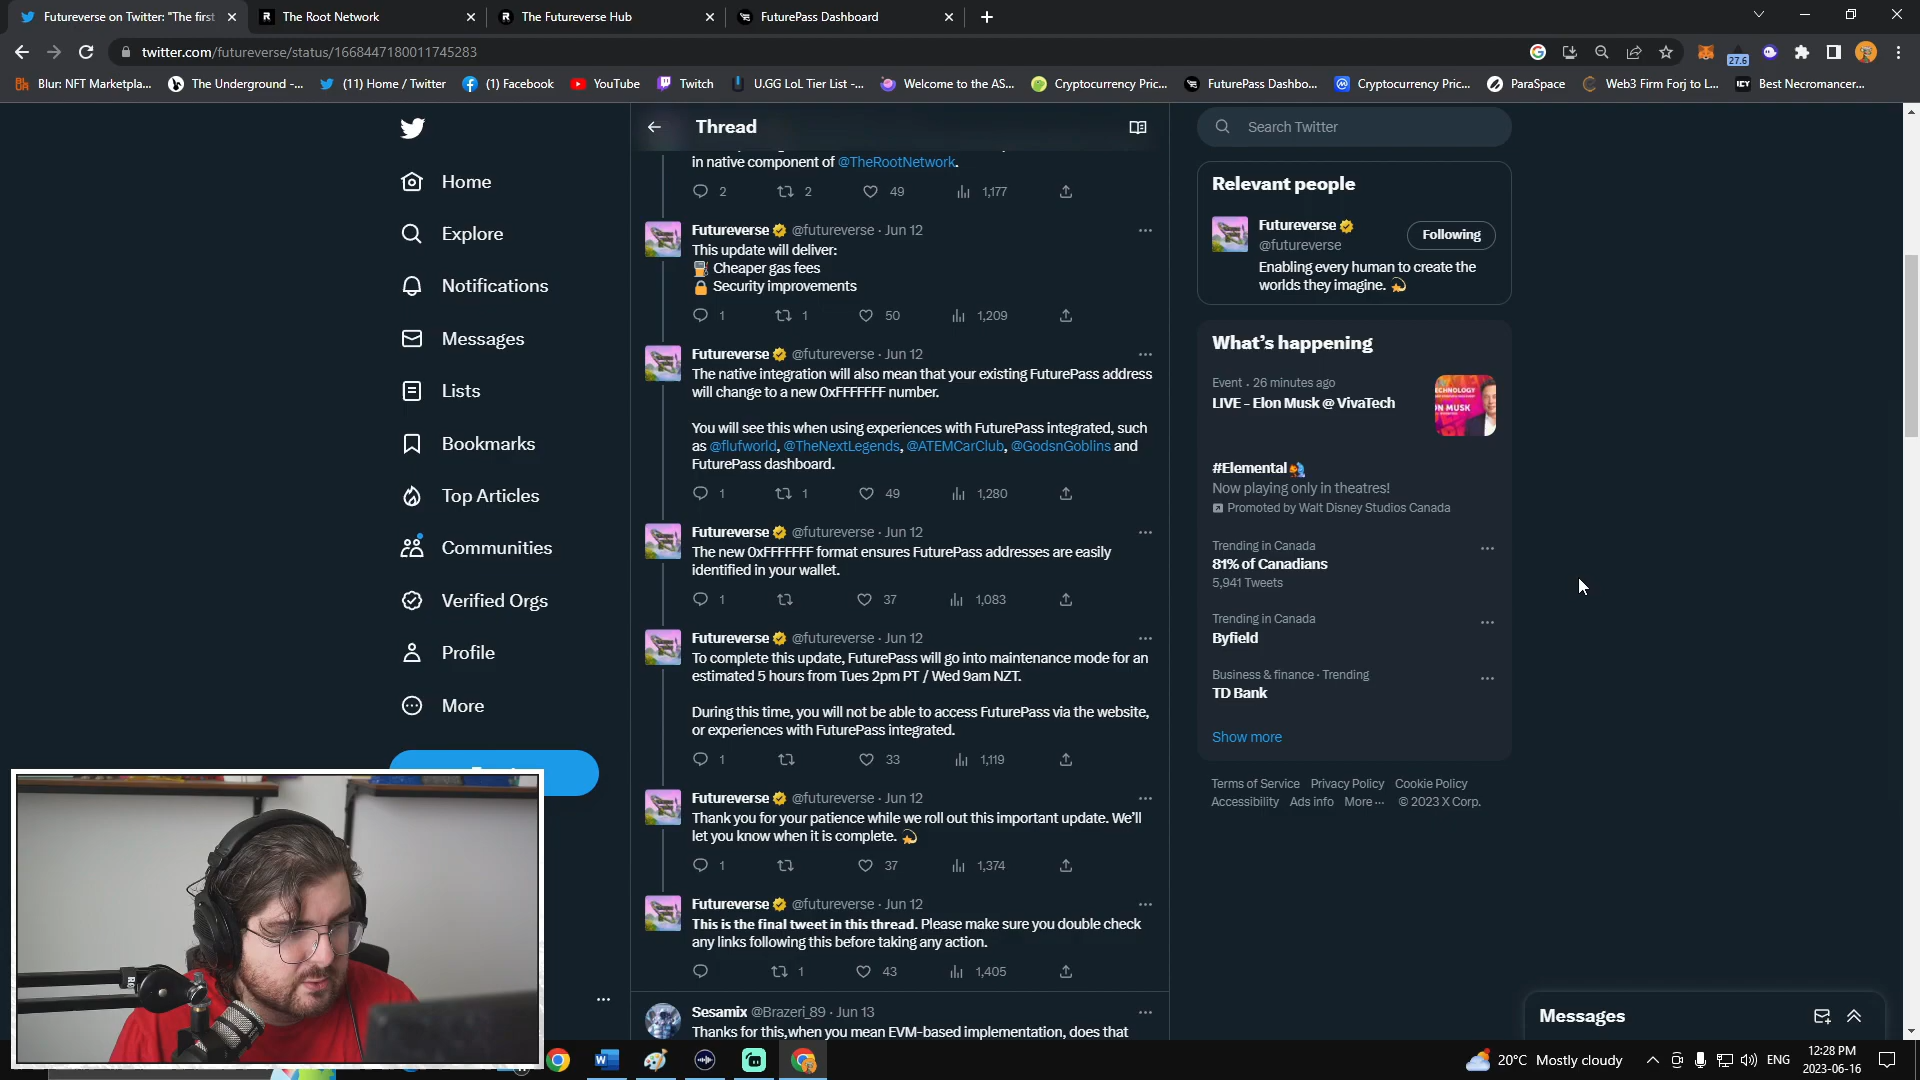 Futureverse on Twitter: "The first
The Root Network
The Futureverse Hub
FuturePass Dashboard
twitter.com/futureverse/status/1668447180011745283
27.6
Blur: NFT Marketpla...
The Underground -...
(11) Home / Twitter
(1) Facebook
YouTube
Twitch
U.GG LoL Tier List -...
Welcome to the AS...
Cryptocurrency Pric...
FuturePass Dashbo...
Cryptocurrency Pric...
ParaSpace
Web3 Firm Forj to L...
Best Necromancer...
Home
Explore
Notifications
Messages
Lists
Bookmarks
Top Articles
Communities
Verified Orgs
Profile
More
Thread
in native component of @TheRootNetwork.
2 2 49 1,177
Futureverse @futureverse · Jun 12
This update will deliver:
Cheaper gas fees
Security improvements
1 1 50 1,209
Futureverse @futureverse · Jun 12
The native integration will also mean that your existing FuturePass address
will change to a new 0xFFFFFFF number.
You will see this when using experiences with FuturePass integrated, such
as @flufworld, @TheNextLegends, @ATEMCarClub, @GodsnGoblins and
FuturePass dashboard.
1 1 49 1,280
Futureverse @futureverse · Jun 12
The new 0xFFFFFFF format ensures FuturePass addresses are easily
identified in your wallet.
1 37 1,083
Futureverse @futureverse · Jun 12
To complete this update, FuturePass will go into maintenance mode for an
estimated 5 hours from Tues 2pm PT / Wed 9am NZT.
During this time, you will not be able to access FuturePass via the website,
or experiences with FuturePass integrated.
1 33 1,119
Futureverse @futureverse · Jun 12
Thank you for your patience while we roll out this important update. We'll
let you know when it is complete.
1 37 1,374
Futureverse @futureverse · Jun 12
This is the final tweet in this thread. Please make sure you double check
any links following this before taking any action.
1 43 1,405
Sesamix @Brazeri_89 · Jun 13
Thanks for this,when you mean EVM-based implementation, does that
Search Twitter
Relevant people
Futureverse
@futureverse
Following
Enabling every human to create the
worlds they imagine.
What's happening
Event · 26 minutes ago
LIVE - Elon Musk @ VivaTech
#Elemental
Now playing only in theatres!
Promoted by Walt Disney Studios Canada
Trending in Canada
81% of Canadians
5,941 Tweets
Trending in Canada
Byfield
Business & finance · Trending
TD Bank
Show more
Terms of Service Privacy Policy Cookie Policy
Accessibility Ads info More ··· © 2023 X Corp.
Messages
20°C Mostly cloudy
ENG
12:28 PM
2023-06-16